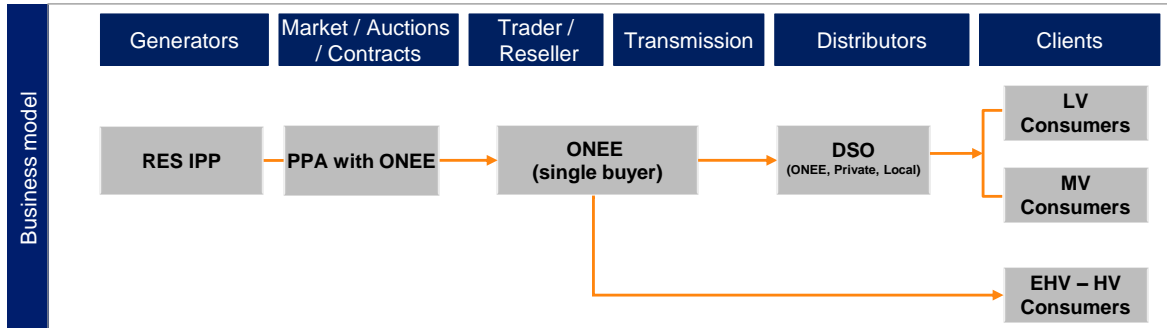 Business model
Generators
Market / Auctions
/ Contracts
Trader /
Reseller
Transmission
Distributors
Clients
RES IPP
PPA with ONEE
ONEE
(single buyer)
DSO
(ONEE, Private, Local)
LV
Consumers
MV
Consumers
EHV – HV
Consumers